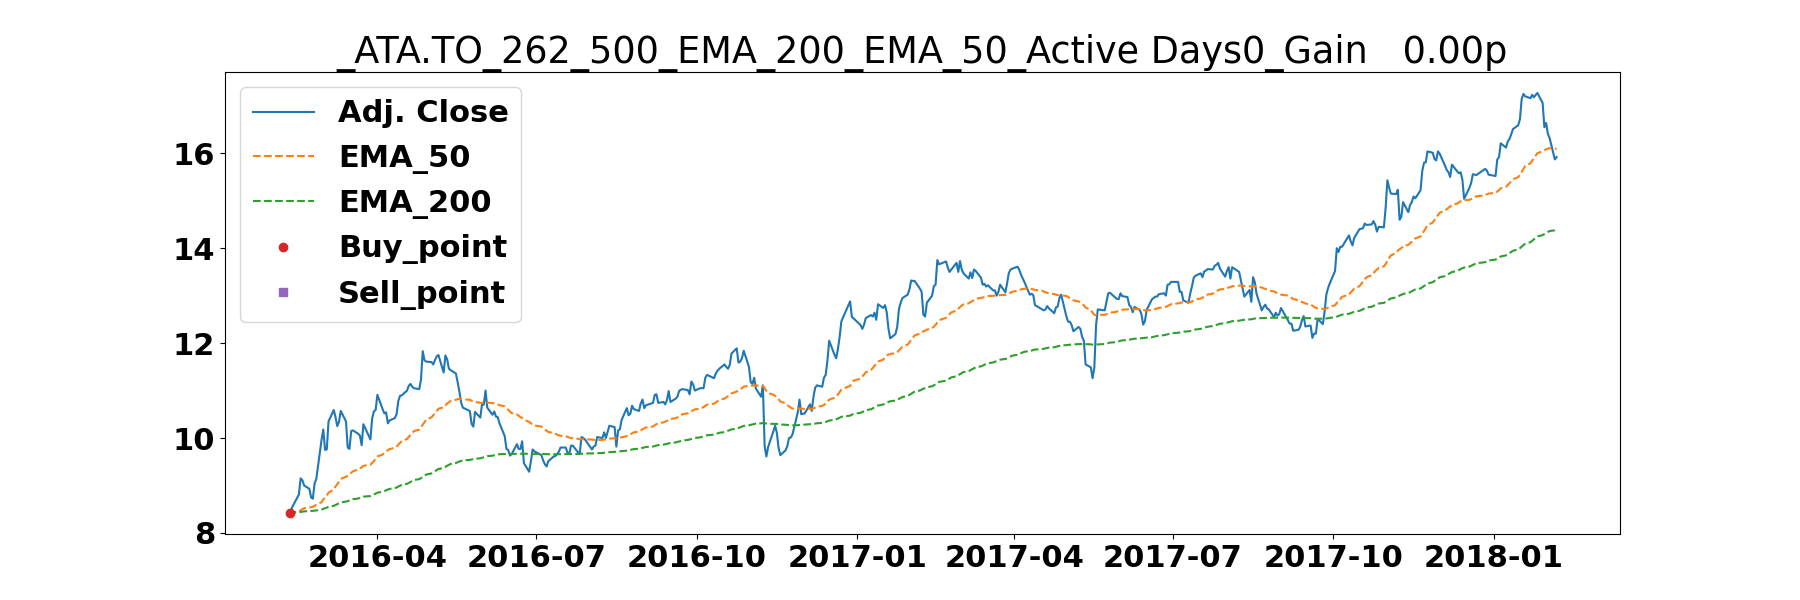 _ATA.TO_262_500_EMA_200_EMA_50_Active Days0_Gain   0.00p
Adj. Close
EMA_50
EMA_200
Buy_point
Sell_point
16
14
12
10
8
2016-04 2016-07 2016-10 2017-01 2017-04 2017-07 2017-10 2018-01